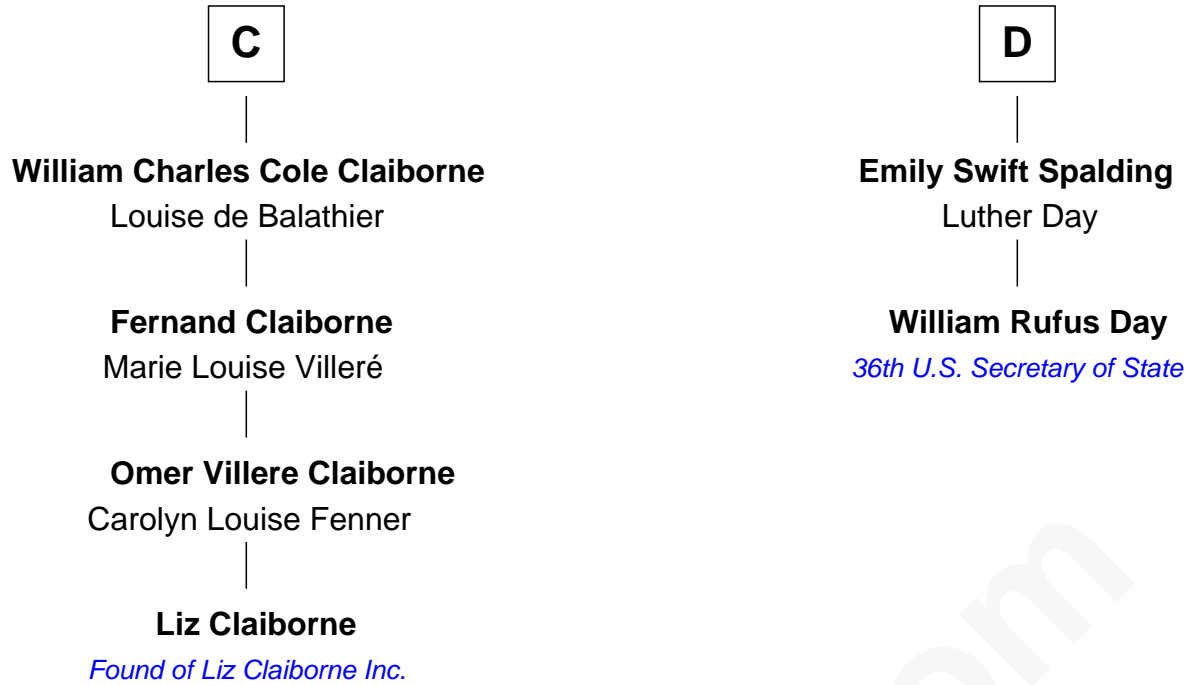 C
William Charles Cole Claiborne
Louise de Balathier
Fernand Claiborne
Marie Louise Villeré
Omer Villere Claiborne
Carolyn Louise Fenner
Liz Claiborne
Found of Liz Claiborne Inc.
D
Emily Swift Spalding
Luther Day
William Rufus Day
36th U.S. Secretary of State
om